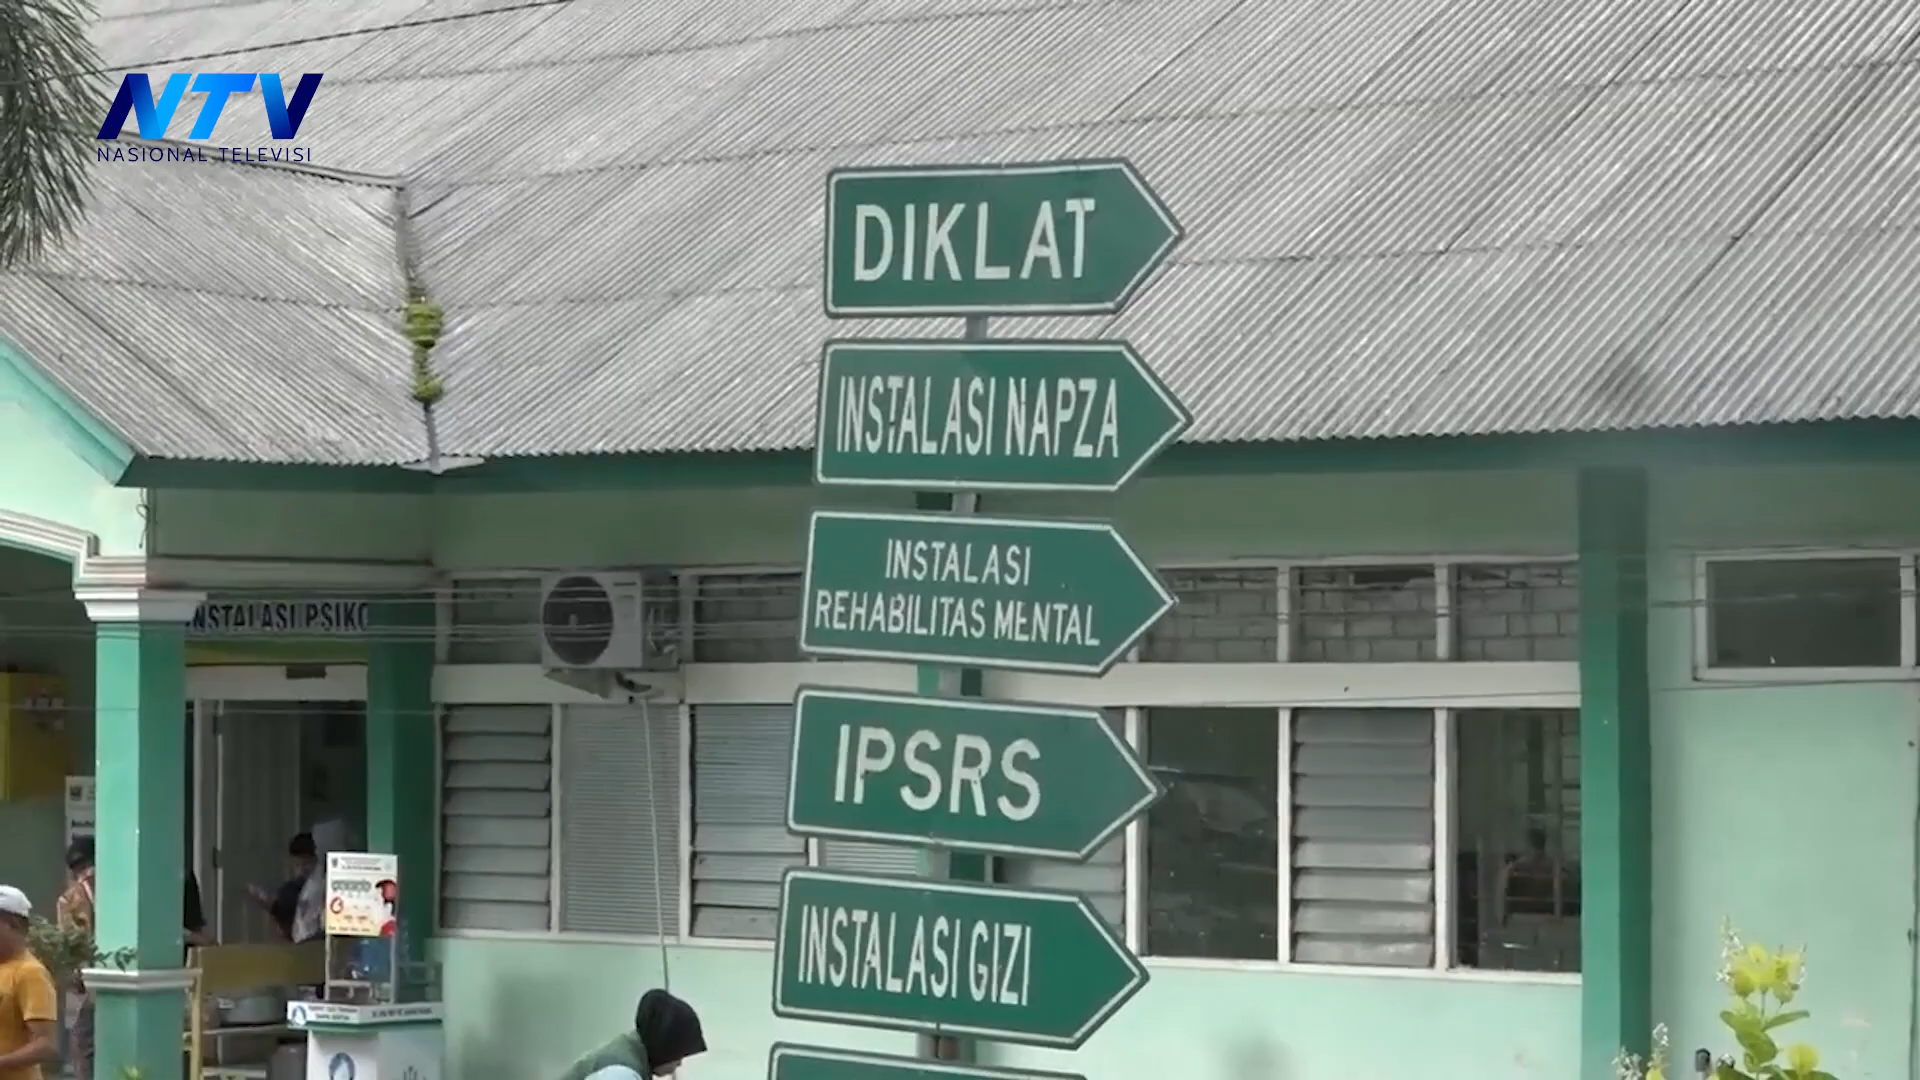 NTV
NASIONAL TELEVISI
DIKLAT
INSTALASI NAPZA
INSTALASI
REHABILITAS MENTAL
IPSRS
INSTALASI GIZI
INSTALASI PSIKO